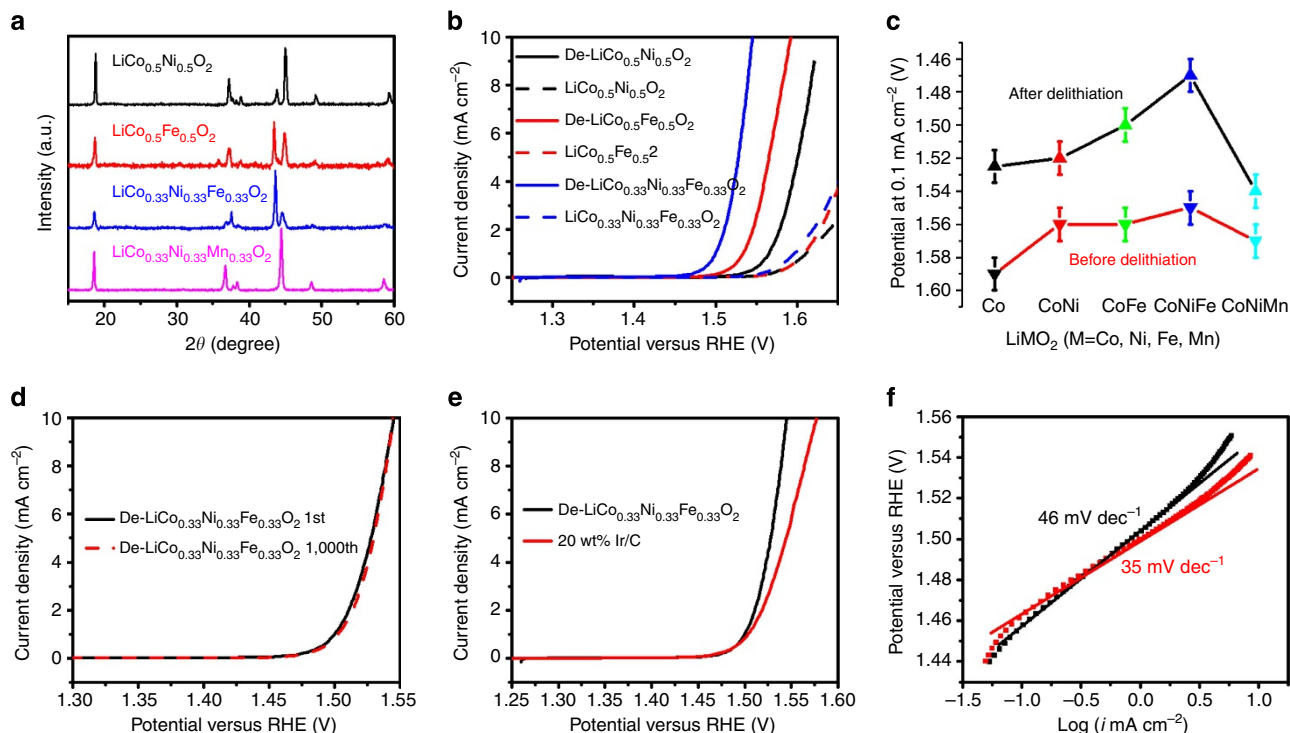 a
Intensity (a.u.)
LiCo0.5Ni0.5O2
LiCo0.5Fe0.5O2
LiCo0.33Ni0.33Fe0.33O2
LiCo0.33Ni0.33Mn0.33O2
20 30 40 50 60
2θ (degree)
b
Current density (mA cm−2)
10
8
6
4
2
0
De-LiCo0.5Ni0.5O2
LiCo0.5Ni0.5O2
De-LiCo0.5Fe0.5O2
LiCo0.5Fe0.52
De-LiCo0.33Ni0.33Fe0.33O2
LiCo0.33Ni0.33Fe0.33O2
1.3 1.4 1.5 1.6
Potential versus RHE (V)
c
Potential at 0.1 mA cm−2 (V)
1.46
1.48
1.50
1.52
1.54
1.56
1.58
1.60
After delithiation
Before delithiation
Co CoNi CoFe CoNiFe CoNiMn
LiMO2 (M=Co, Ni, Fe, Mn)
d
Current density (mA cm−2)
10
8
6
4
2
0
De-LiCo0.33Ni0.33Fe0.33O2 1st
De-LiCo0.33Ni0.33Fe0.33O2 1,000th
1.30 1.35 1.40 1.45 1.50 1.55
Potential versus RHE (V)
e
Current density (mA cm−2)
10
8
6
4
2
0
De-LiCo0.33Ni0.33Fe0.33O2
20 wt% Ir/C
1.25 1.30 1.35 1.40 1.45 1.50 1.55 1.60
Potential versus RHE (V)
f
Potential versus RHE (V)
1.56
1.54
1.52
1.50
1.48
1.46
1.44
46 mV dec−1
35 mV dec−1
−1.5 −1.0 −0.5 0.0 0.5 1.0
Log (i mA cm−2)